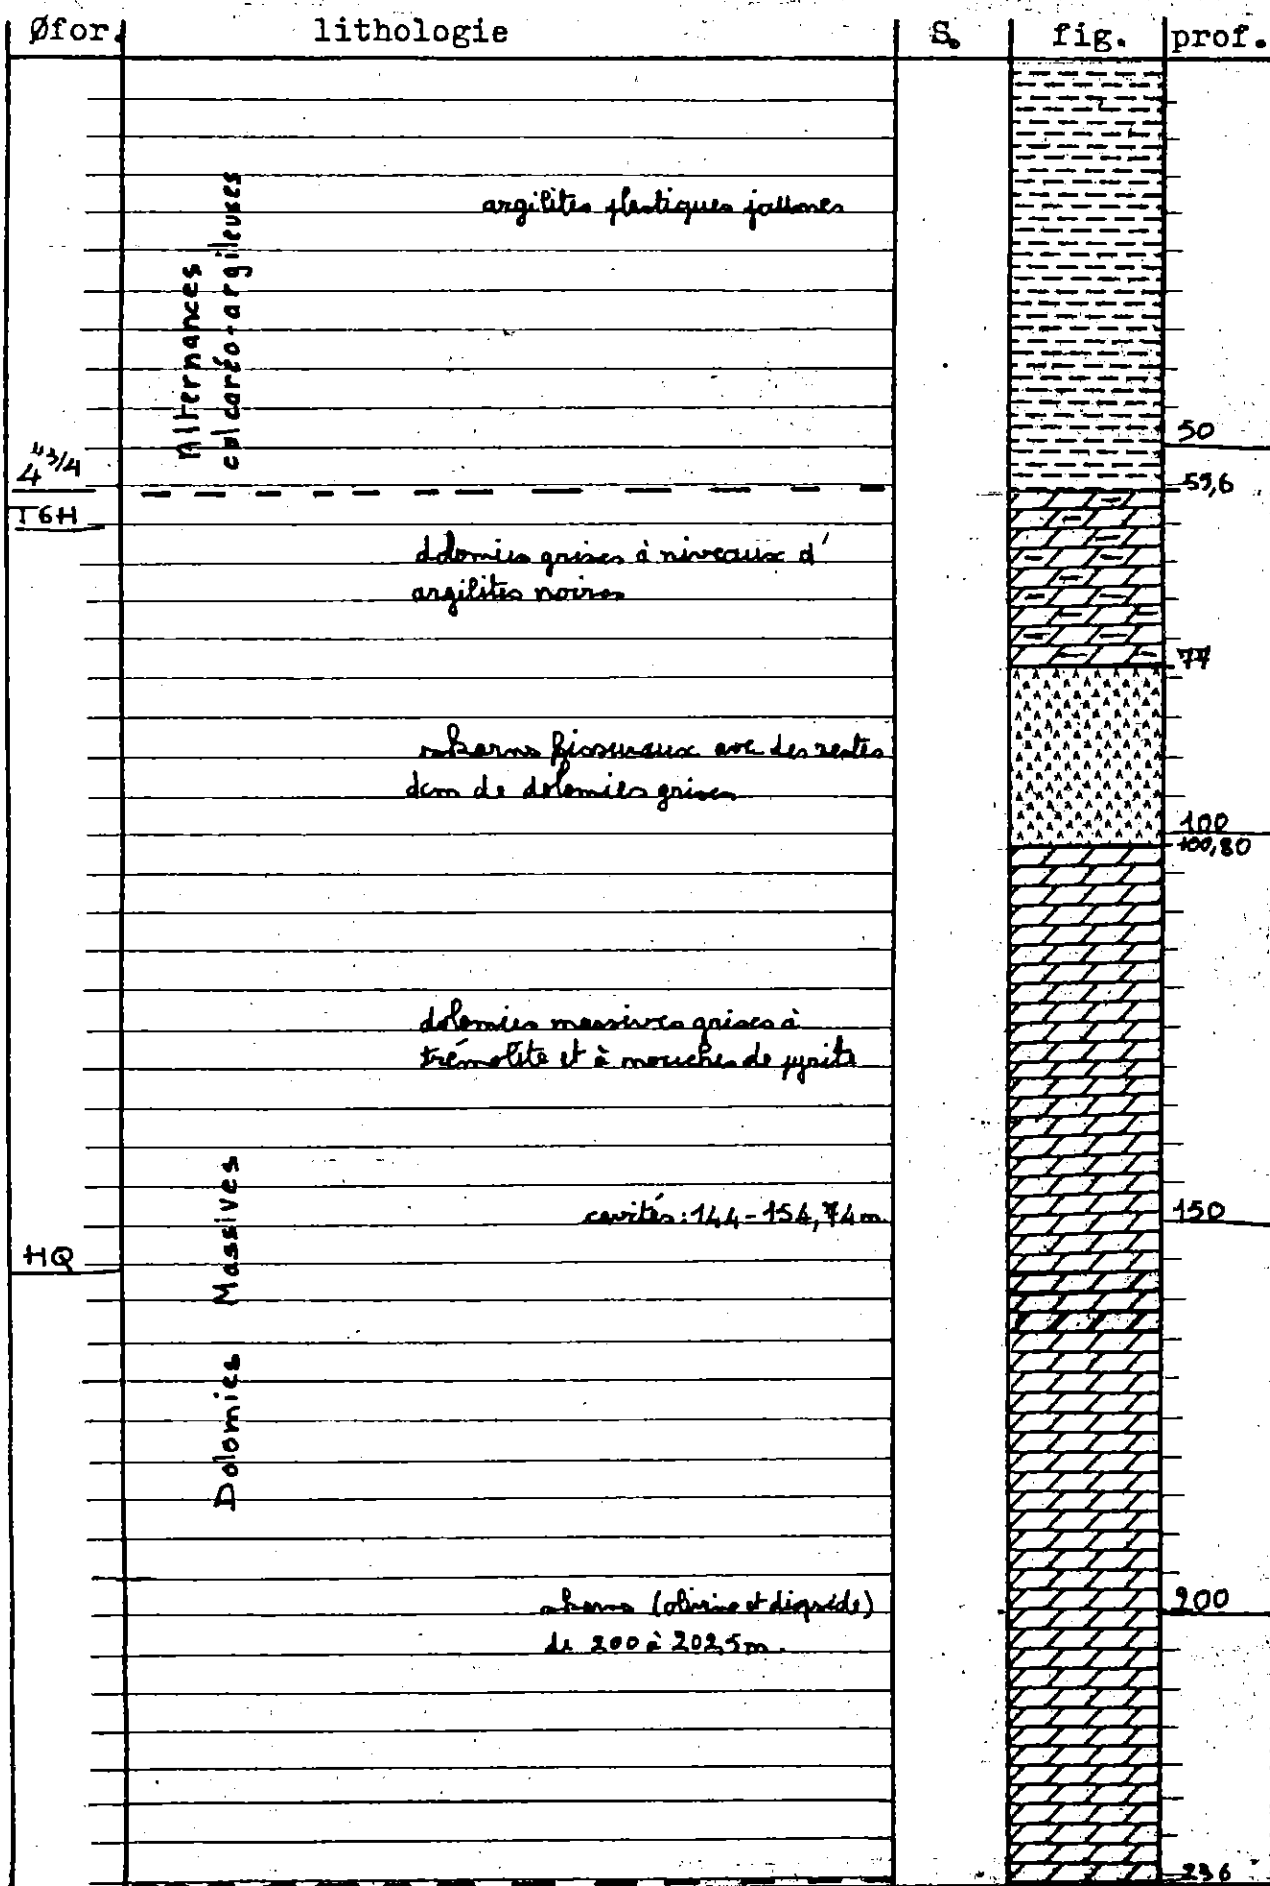 Øfor. lithologie S. fig. prof.
argilites plastiques jaunes
Alternances
calcaréo-argileuses
50
4"3/4
53,6
T6H
dolomies grises à niveaux d'
argilites noires
77
skarns fissuraux avec des restes
dcm de dolomies grises
100
100,80
dolomies massives grises à
trémolite et à mouches de pyrite
Dolomies Massives
cavités: 144-154,74m
150
HQ
skarns (olivine et diopside)
de 200 à 202,5m.
200
236